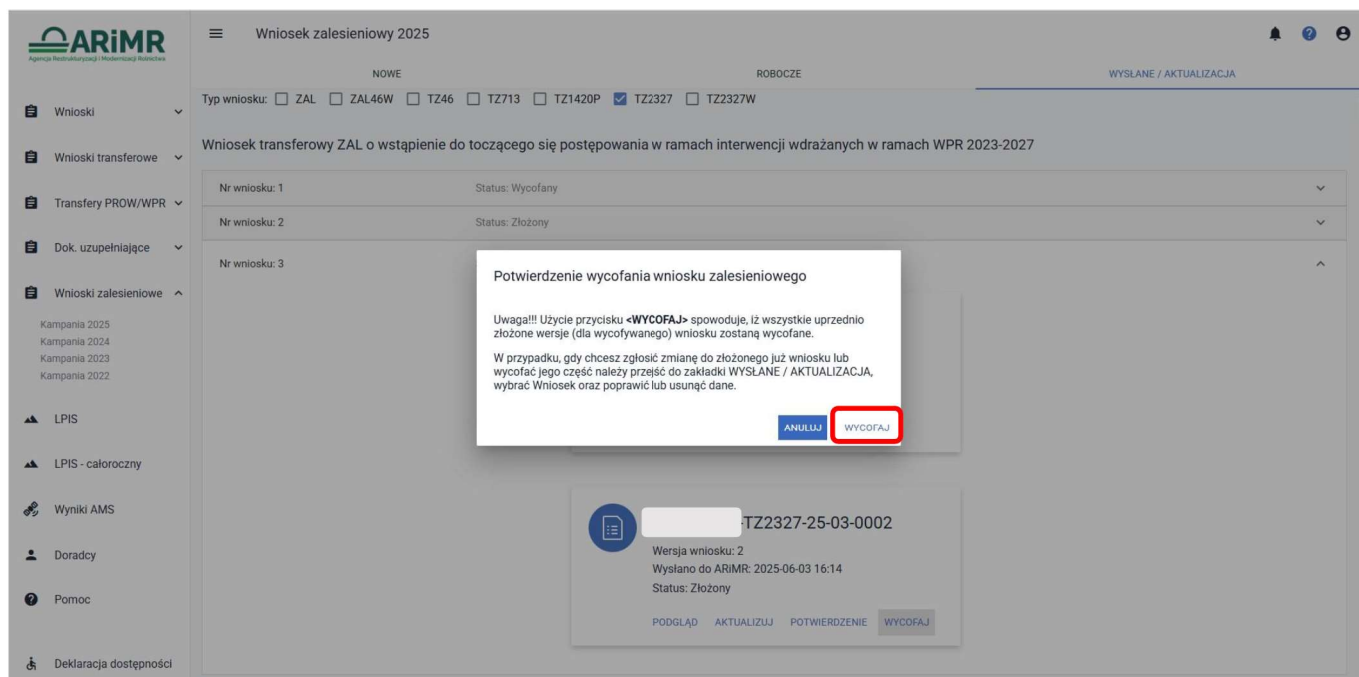 ARiMR
Agencja Restrukturyzacji i Modernizacji Rolnictwa
Wniosek zalesieniowy 2025
NOWE
ROBOCZE
WYSŁANE / AKTUALIZACJA
Typ wniosku: ZAL ZAL46W TZ46 TZ713 TZ1420P TZ2327 TZ2327W
Wnioski
Wnioski transferowe
Transfery PROW/WPR
Dok. uzupełniające
Wnioski zalesieniowe
Kampania 2025
Kampania 2024
Kampania 2023
Kampania 2022
LPIS
LPIS - całoroczny
Wyniki AMS
Doradcy
Pomoc
Deklaracja dostępności
Wniosek transferowy ZAL o wstąpienie do toczącego się postępowania w ramach interwencji wdrażanych w ramach WPR 2023-2027
Nr wniosku: 1 Status: Wycofany
Nr wniosku: 2 Status: Złożony
Nr wniosku: 3
Potwierdzenie wycofania wniosku zalesieniowego
Uwaga!!! Użycie przycisku <WYCOFAJ> spowoduje, iż wszystkie uprzednio
złożone wersje (dla wycofywanego) wniosku zostaną wycofane.
W przypadku, gdy chcesz zgłosić zmianę do złożonego już wniosku lub
wycofać jego część należy przejść do zakładki WYSŁANE / AKTUALIZACJA,
wybrać Wniosek oraz poprawić lub usunąć dane.
ANULUJ WYCOFAJ
-TZ2327-25-03-0002
Wersja wniosku: 2
Wysłano do ARiMR: 2025-06-03 16:14
Status: Złożony
PODGLĄD AKTUALIZUJ POTWIERDZENIE WYCOFAJ